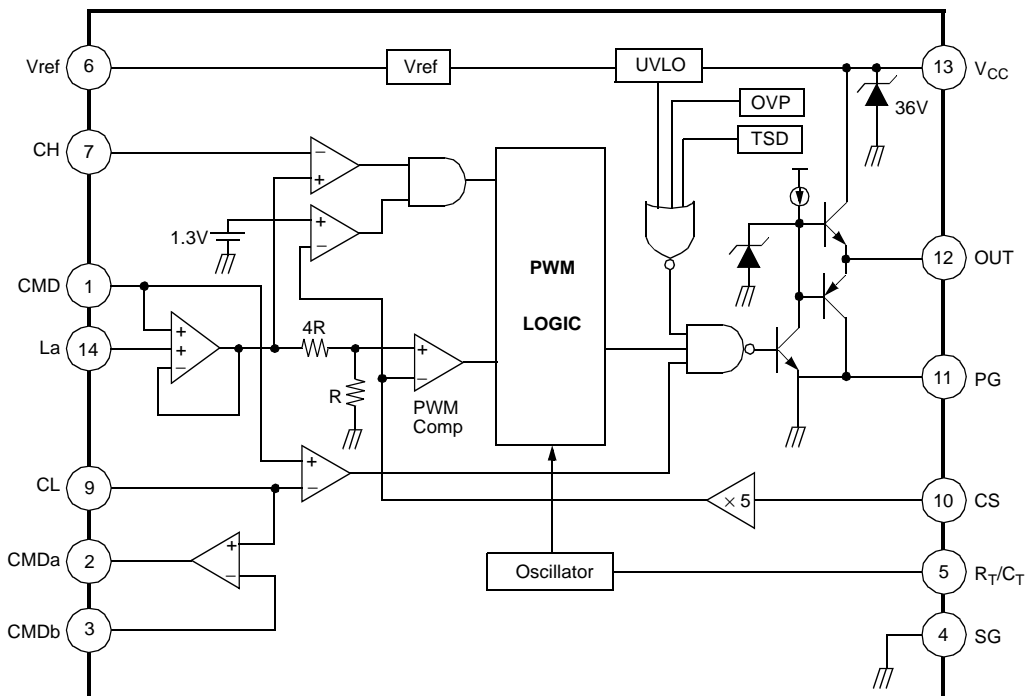 Vref 6 Vref UVLO 13 VCC
OVP 36V
CH 7 TSD
− +
1.3V + −
PWM LOGIC
12 OUT
CMD 1
La 14 + + −
4R
R
+ −
PWM Comp
11 PG
CL 9 + −
× 5 10 CS
CMDa 2 + −
Oscillator 5 RT/CT
CMDb 3
4 SG